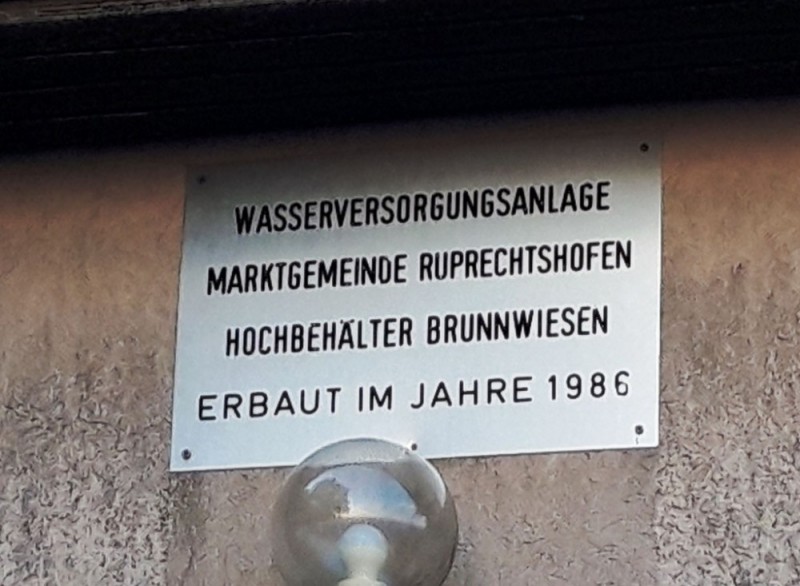 WASSERVERSORGUNGSANLAGE
MARKTGEMEINDE RUPRECHTSHOFEN
HOCHBEHÄLTER BRUNNWIESEN
ERBAUT IM JAHRE 1986